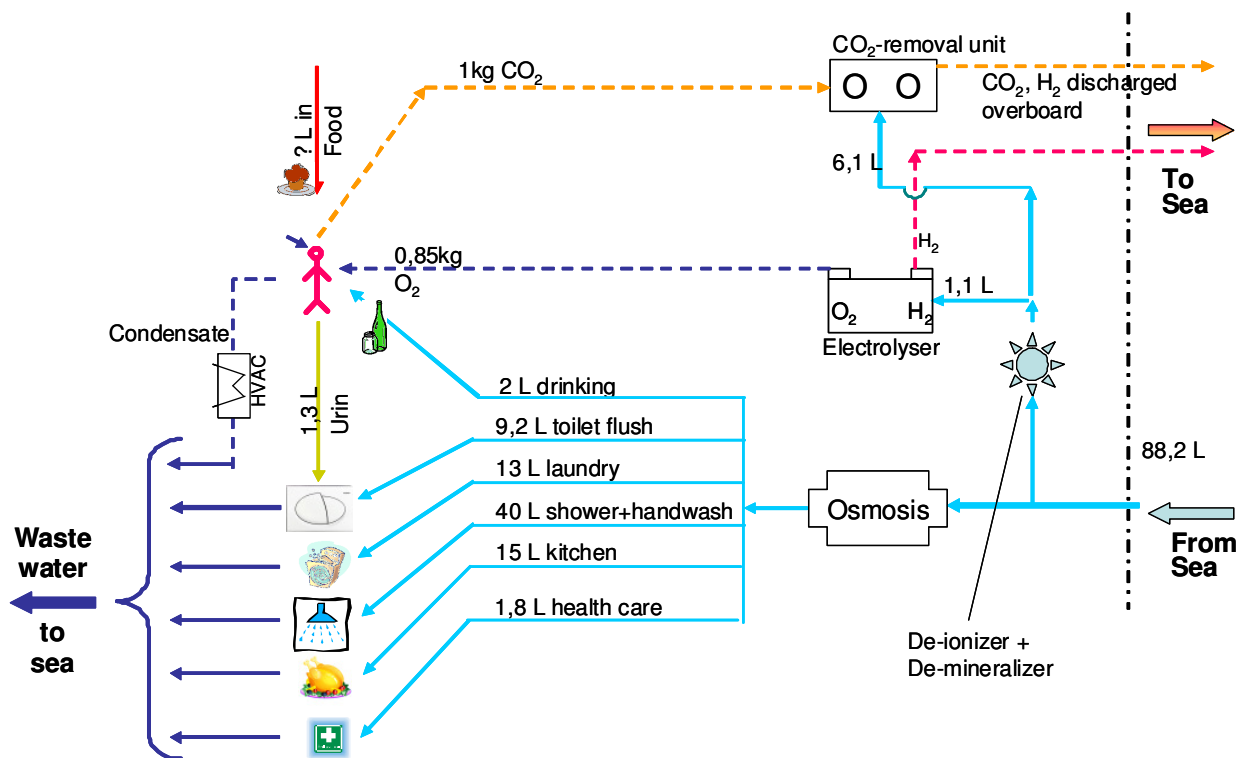 CO₂-removal unit
O O
1kg CO₂
CO₂, H₂ discharged
overboard
? L in
Food
6,1 L
To
Sea
H₂
0,85kg
O₂
1,1 L
O₂ H₂
Electrolyser
Condensate
HVAC
1,3 L
Urin
2 L drinking
9,2 L toilet flush
13 L laundry
40 L shower+handwash
15 L kitchen
1,8 L health care
Osmosis
88,2 L
From
Sea
Waste
water
to
sea
De-ionizer +
De-mineralizer